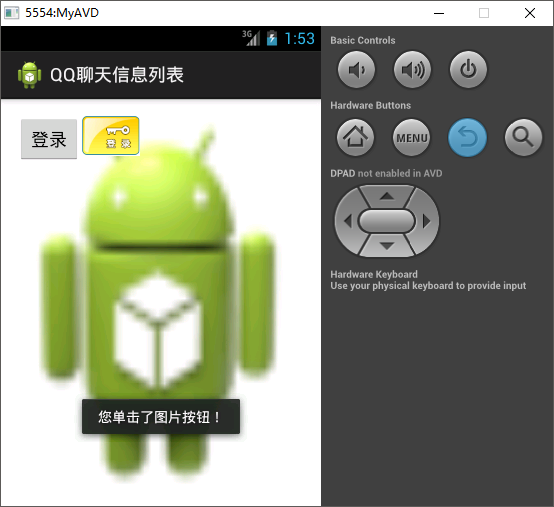 5554:MyAVD
3G
1:53
QQ聊天信息列表
登录
登 录
您单击了图片按钮！
Basic Controls
Hardware Buttons
MENU
DPAD not enabled in AVD
Hardware Keyboard
Use your physical keyboard to provide input